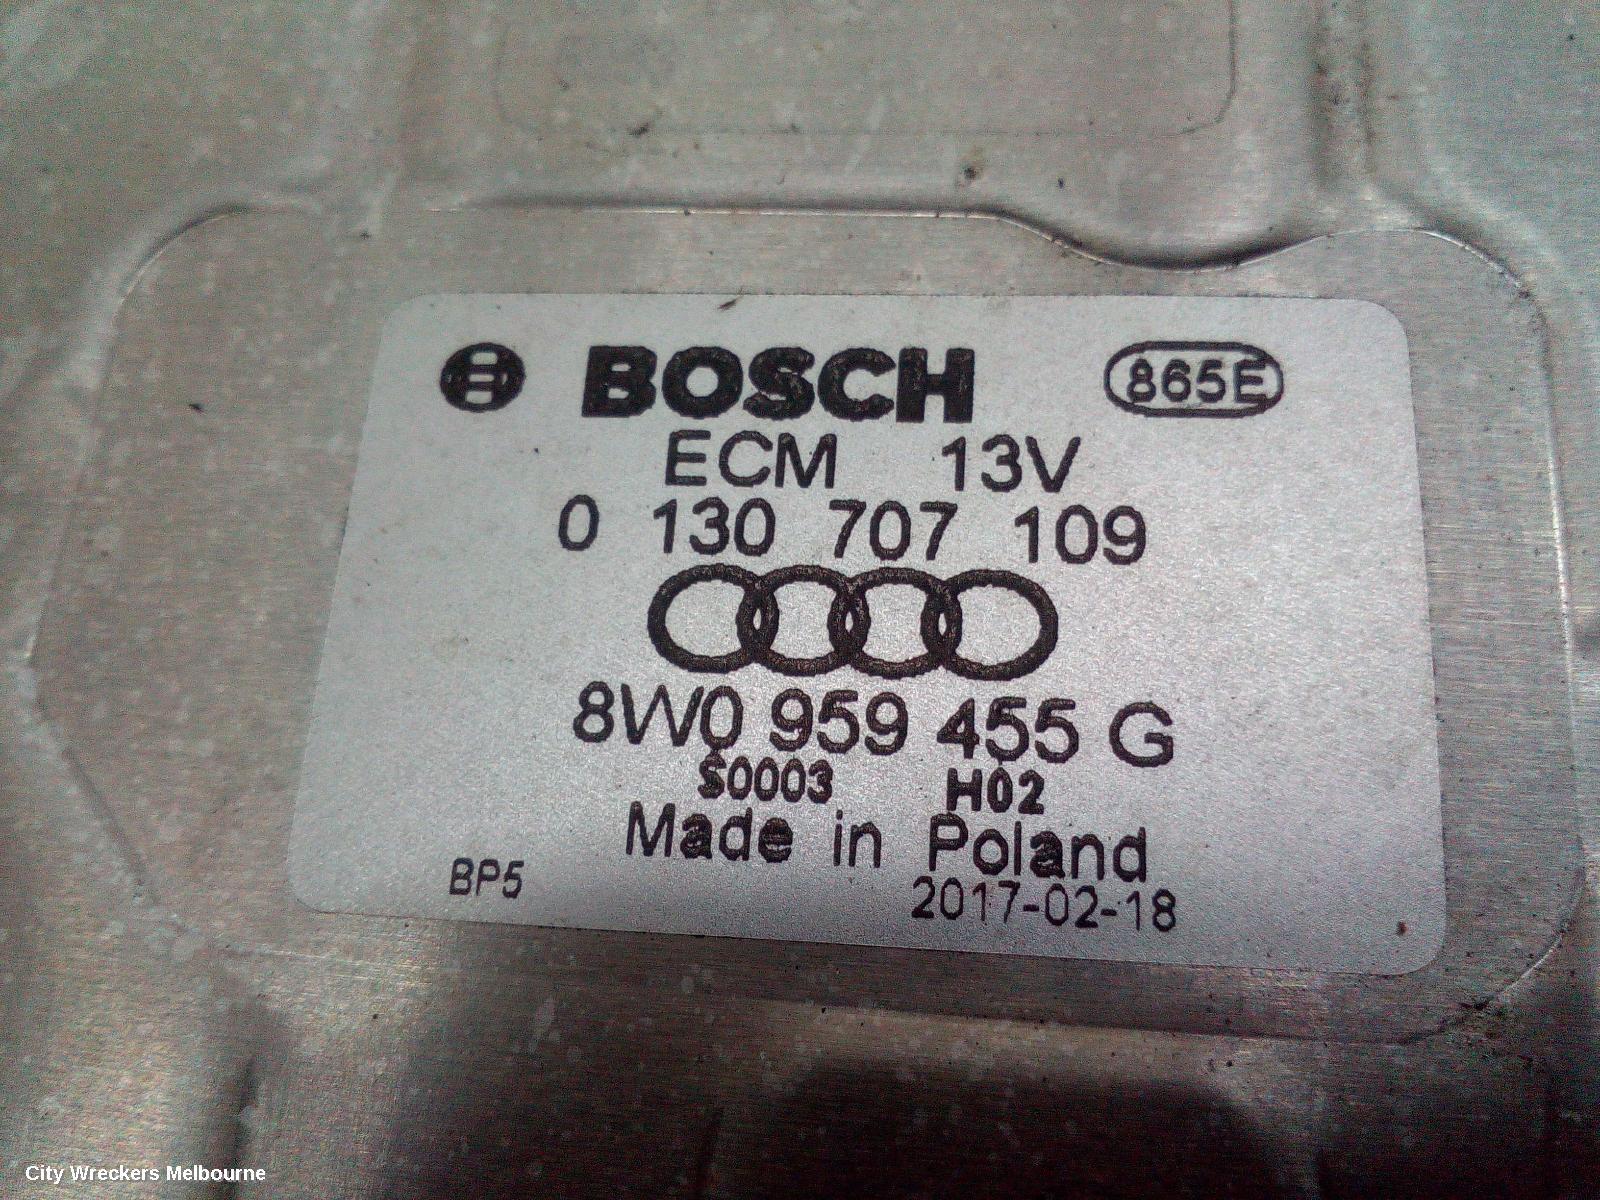 BOSCH 865E
ECM 13V
0 130 707 109
8W0 959 455 G
S0003 H02
Made in Poland
BP5 2017-02-18
City Wreckers Melbourne